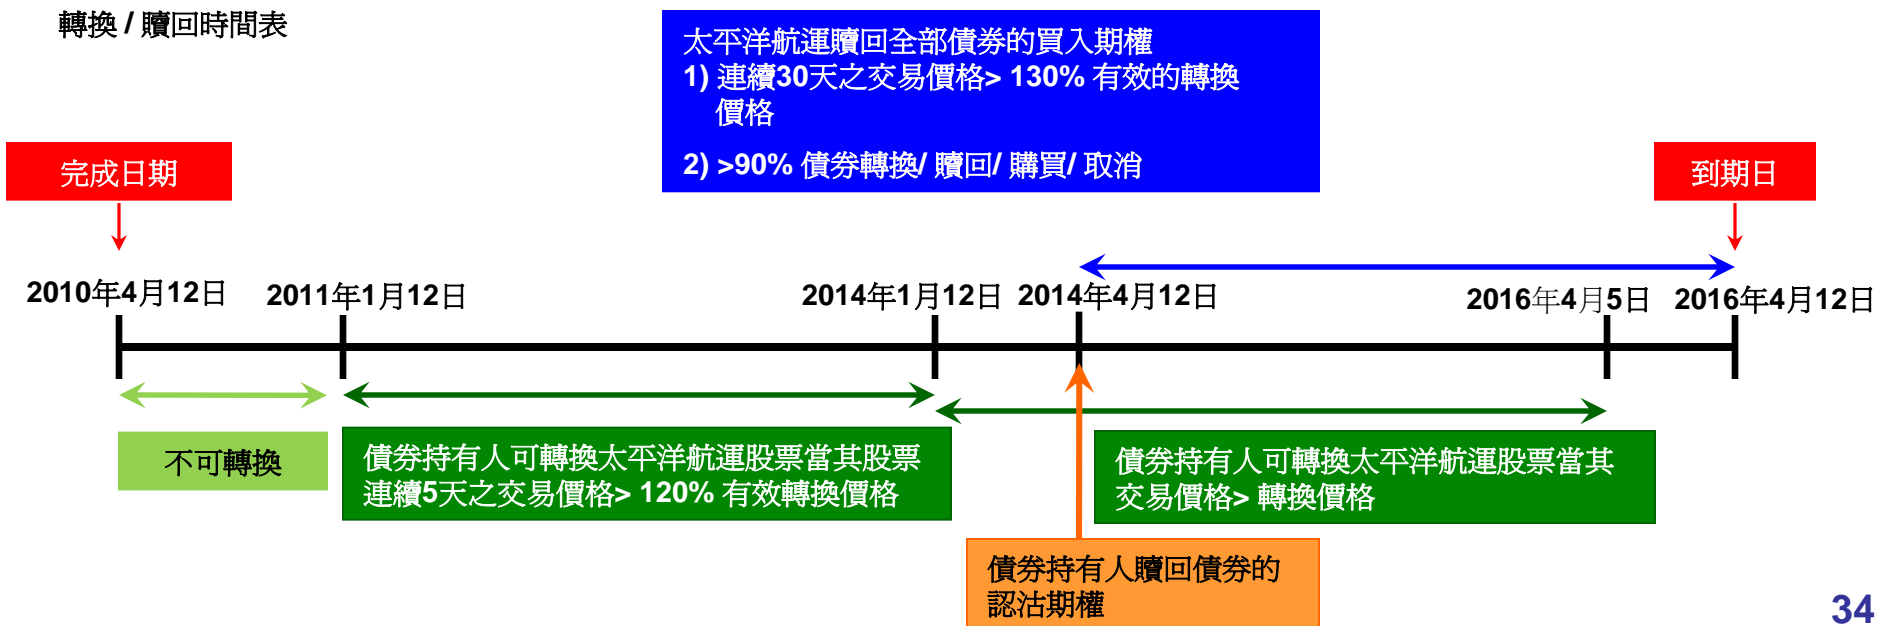 轉換 / 贖回時間表
太平洋航運贖回全部債劵的買入期權
1) 連續30天之交易價格> 130% 有效的轉換
價格
2) >90% 債券轉換/ 贖回/ 購買/ 取消
完成日期
到期日
2010年4月12日
2011年1月12日
2014年1月12日
2014年4月12日
2016年4月5日
2016年4月12日
不可轉換
債券持有人可轉換太平洋航運股票當其股票
連續5天之交易價格> 120% 有效轉換價格
債券持有人可轉換太平洋航運股票當其
交易價格> 轉換價格
債券持有人贖回債券的
認沽期權
34